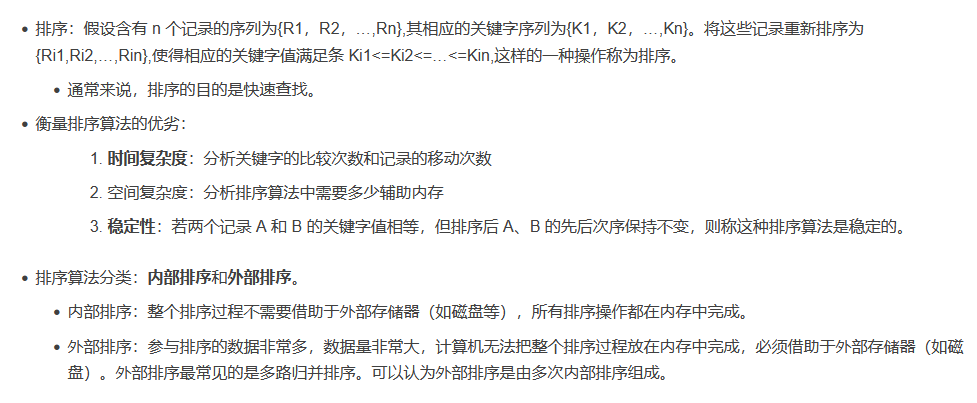 • 排序：假设含有 n 个记录的序列为{R1，R2，…,Rn},其相应的关键字序列为{K1，K2，…,Kn}。将这些记录重新排序为
{Ri1,Ri2,…,Rin},使得相应的关键字值满足条 Ki1<=Ki2<=…<=Kin,这样的一种操作称为排序。
• 通常来说，排序的目的是快速查找。
• 衡量排序算法的优劣：
1. 时间复杂度：分析关键字的比较次数和记录的移动次数
2. 空间复杂度：分析排序算法中需要多少辅助内存
3. 稳定性：若两个记录 A 和 B 的关键字值相等，但排序后 A、B 的先后次序保持不变，则称这种排序算法是稳定的。
• 排序算法分类：内部排序和外部排序。
• 内部排序：整个排序过程不需要借助于外部存储器（如磁盘等），所有排序操作都在内存中完成。
• 外部排序：参与排序的数据非常多，数据量非常大，计算机无法把整个排序过程放在内存中完成，必须借助于外部存储器（如磁
盘）。外部排序最常见的是多路归并排序。可以认为外部排序是由多次内部排序组成。